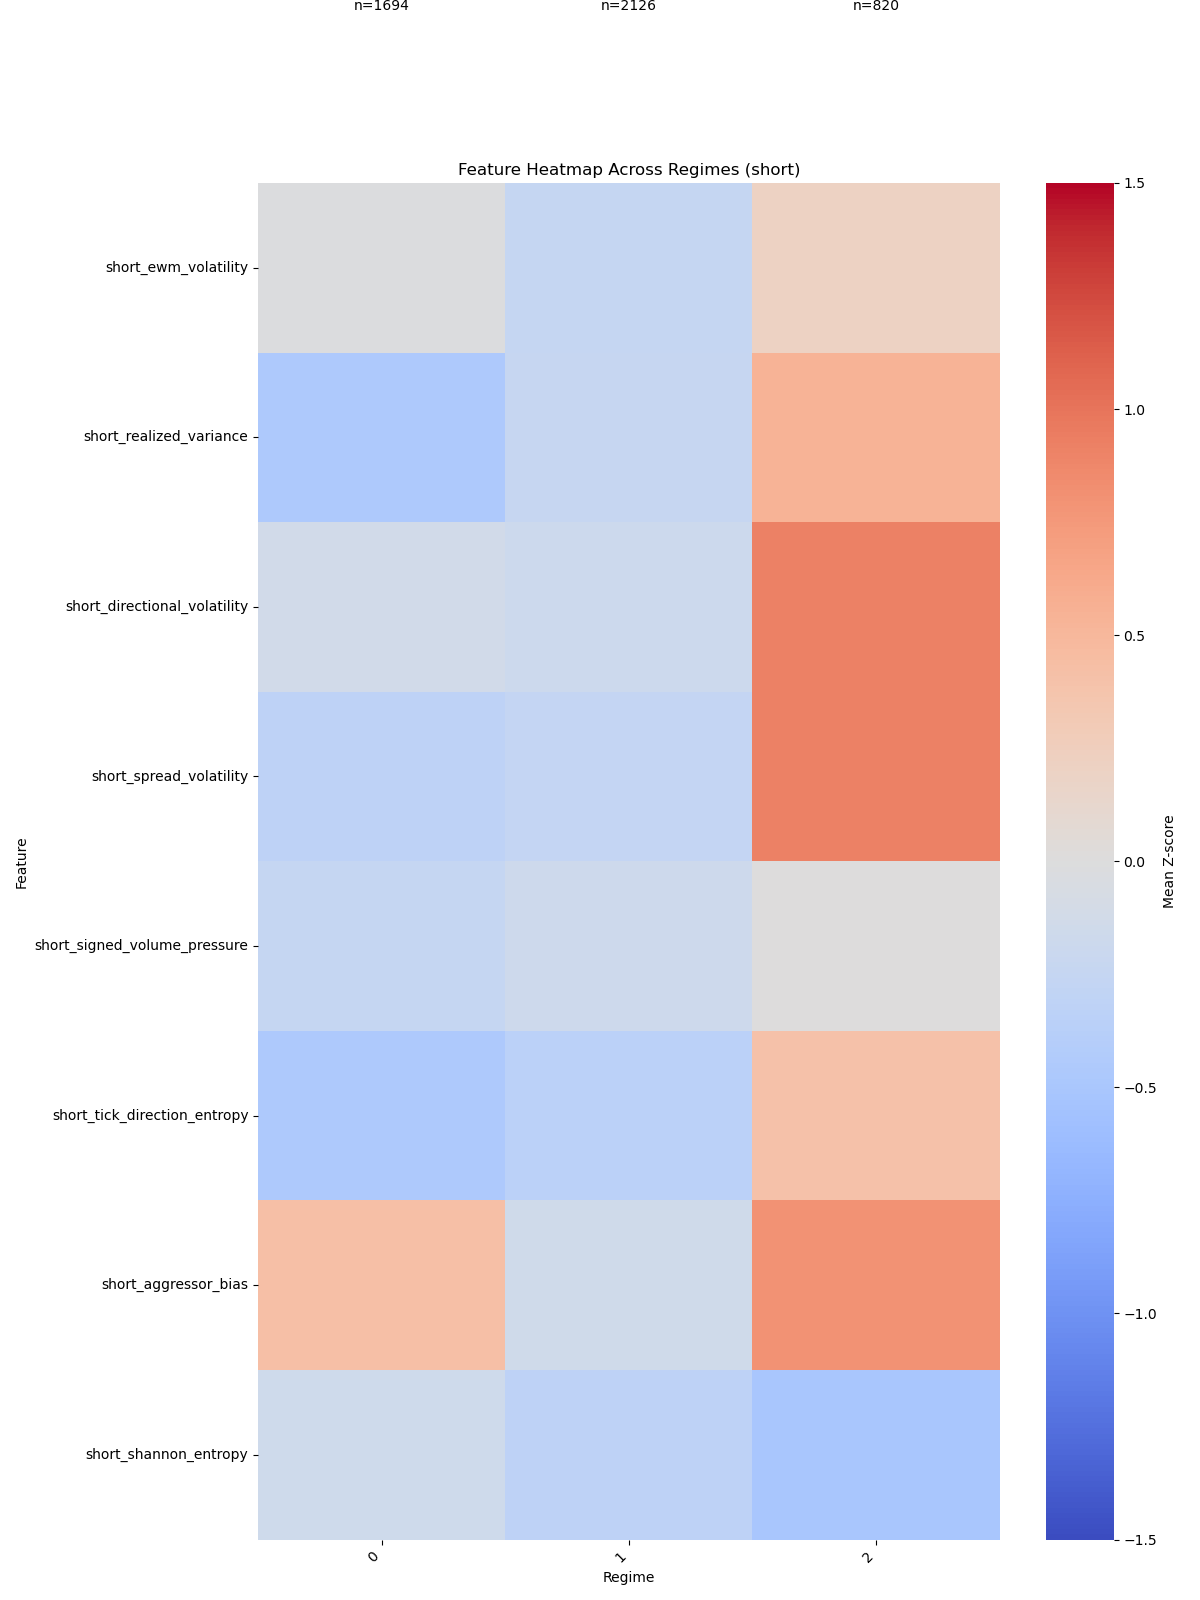 n=1694 n=2126 n=820
Feature Heatmap Across Regimes (short)
short_ewm_volatility
short_realized_variance
short_directional_volatility
short_spread_volatility
short_signed_volume_pressure
short_tick_direction_entropy
short_aggressor_bias
short_shannon_entropy
Feature
0 1 2
Regime
1.5
1.0
0.5
0.0
−0.5
−1.0
−1.5
Mean Z-score